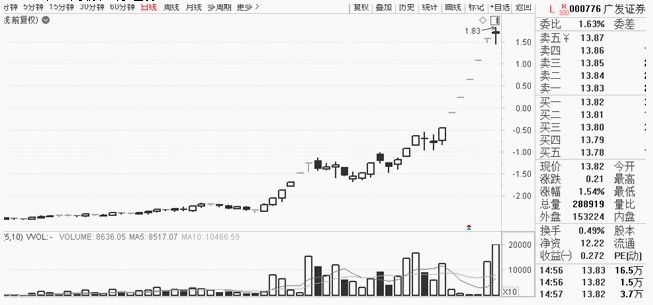 5分钟 15分钟 30分钟 60分钟 日线 周线 月线 多周期 更多> 复权 叠加 历史 统计 画线 标记 +自选 返回
前复权)
1.83
1.50
1.00
0.50
0.00
-0.50
-1.00
-1.50
-2.00
5,10) VVOL: - VOLUME: 8636.05 MA5: 8517.07 MA10: 10466.59
20000
10000
X10
L R 300 000776 广发证券
委比 1.63% 委差
卖五 ¥ 13.87
卖四 13.86
卖三 13.85
卖二 13.84
卖一 13.83
买一 13.82
买二 13.81
买三 13.80
买四 13.79
买五 13.78
现价 13.82 今开
涨跌 0.21 最高
涨幅 1.54% 最低
总量 288919 量比
外盘 153224 内盘
换手 0.49% 股本
净资 12.22 流通
收益(一) 0.272 PE(动)
14:56 13.83 16.5万
14:56 13.82 1.5万
14:57 13.82 3.7万